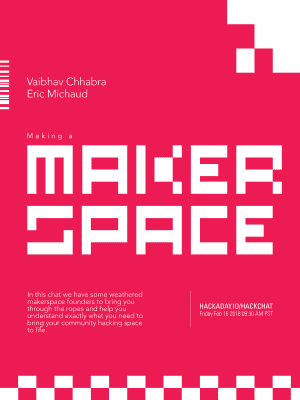 Vaibhav Chhabra
Eric Michaud
Making a
MAKER
SPACE
In this chat we have some weathered
makerspace founders to bring you
through the ropes and help you
understand exactly what you need to
bring your community hacking space
to life.
HACKADAY.IO/HACKCHAT
Friday Feb 16 2018 09:30 AM PST